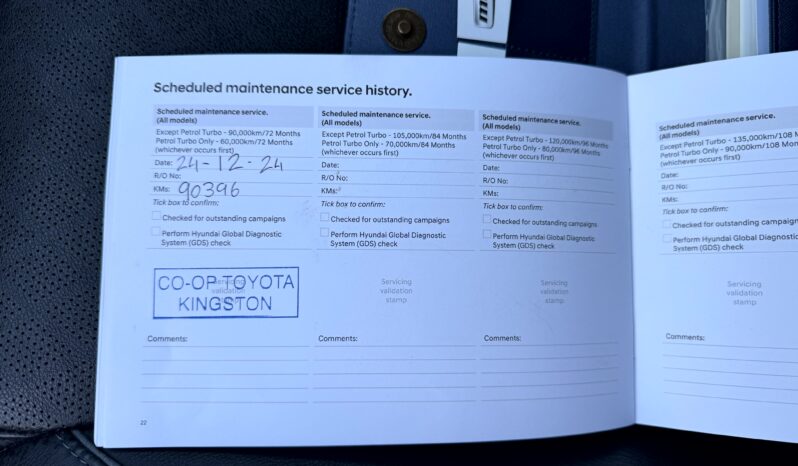 Scheduled maintenance service history.
Scheduled maintenance service.
(All models)
Except Petrol Turbo - 90,000km/72 Months
Petrol Turbo Only - 60,000km/72 Months
(whichever occurs first)
Date: 24-12-24
R/O No:
KMs: 90396
Tick box to confirm:
Checked for outstanding campaigns
Perform Hyundai Global Diagnostic
System (GDS) check
Servicing
validation
stamp
CO-OP TOYOTA
KINGSTON
Comments:
22
Scheduled maintenance service.
(All models)
Except Petrol Turbo - 105,000km/84 Months
Petrol Turbo Only - 70,000km/84 Months
(whichever occurs first)
Date:
R/O No:
KMs:
Tick box to confirm:
Checked for outstanding campaigns
Perform Hyundai Global Diagnostic
System (GDS) check
Servicing
validation
stamp
Comments:
Scheduled maintenance service.
(All models)
Except Petrol Turbo - 120,000km/96 Months
Petrol Turbo Only - 80,000km/96 Months
(whichever occurs first)
Date:
R/O No:
KMs:
Tick box to confirm:
Checked for outstanding campaigns
Perform Hyundai Global Diagnostic
System (GDS) check
Servicing
validation
stamp
Comments:
Scheduled maintenance service.
(All models)
Except Petrol Turbo - 135,000km/108 M
Petrol Turbo Only - 90,000km/108 Mon
(whichever occurs first)
Date:
R/O No:
KMs:
Tick box to confirm:
Checked for outstanding campaign
Perform Hyundai Global Diagnostic
System (GDS) check
Servicing
validation
stamp
Comments: